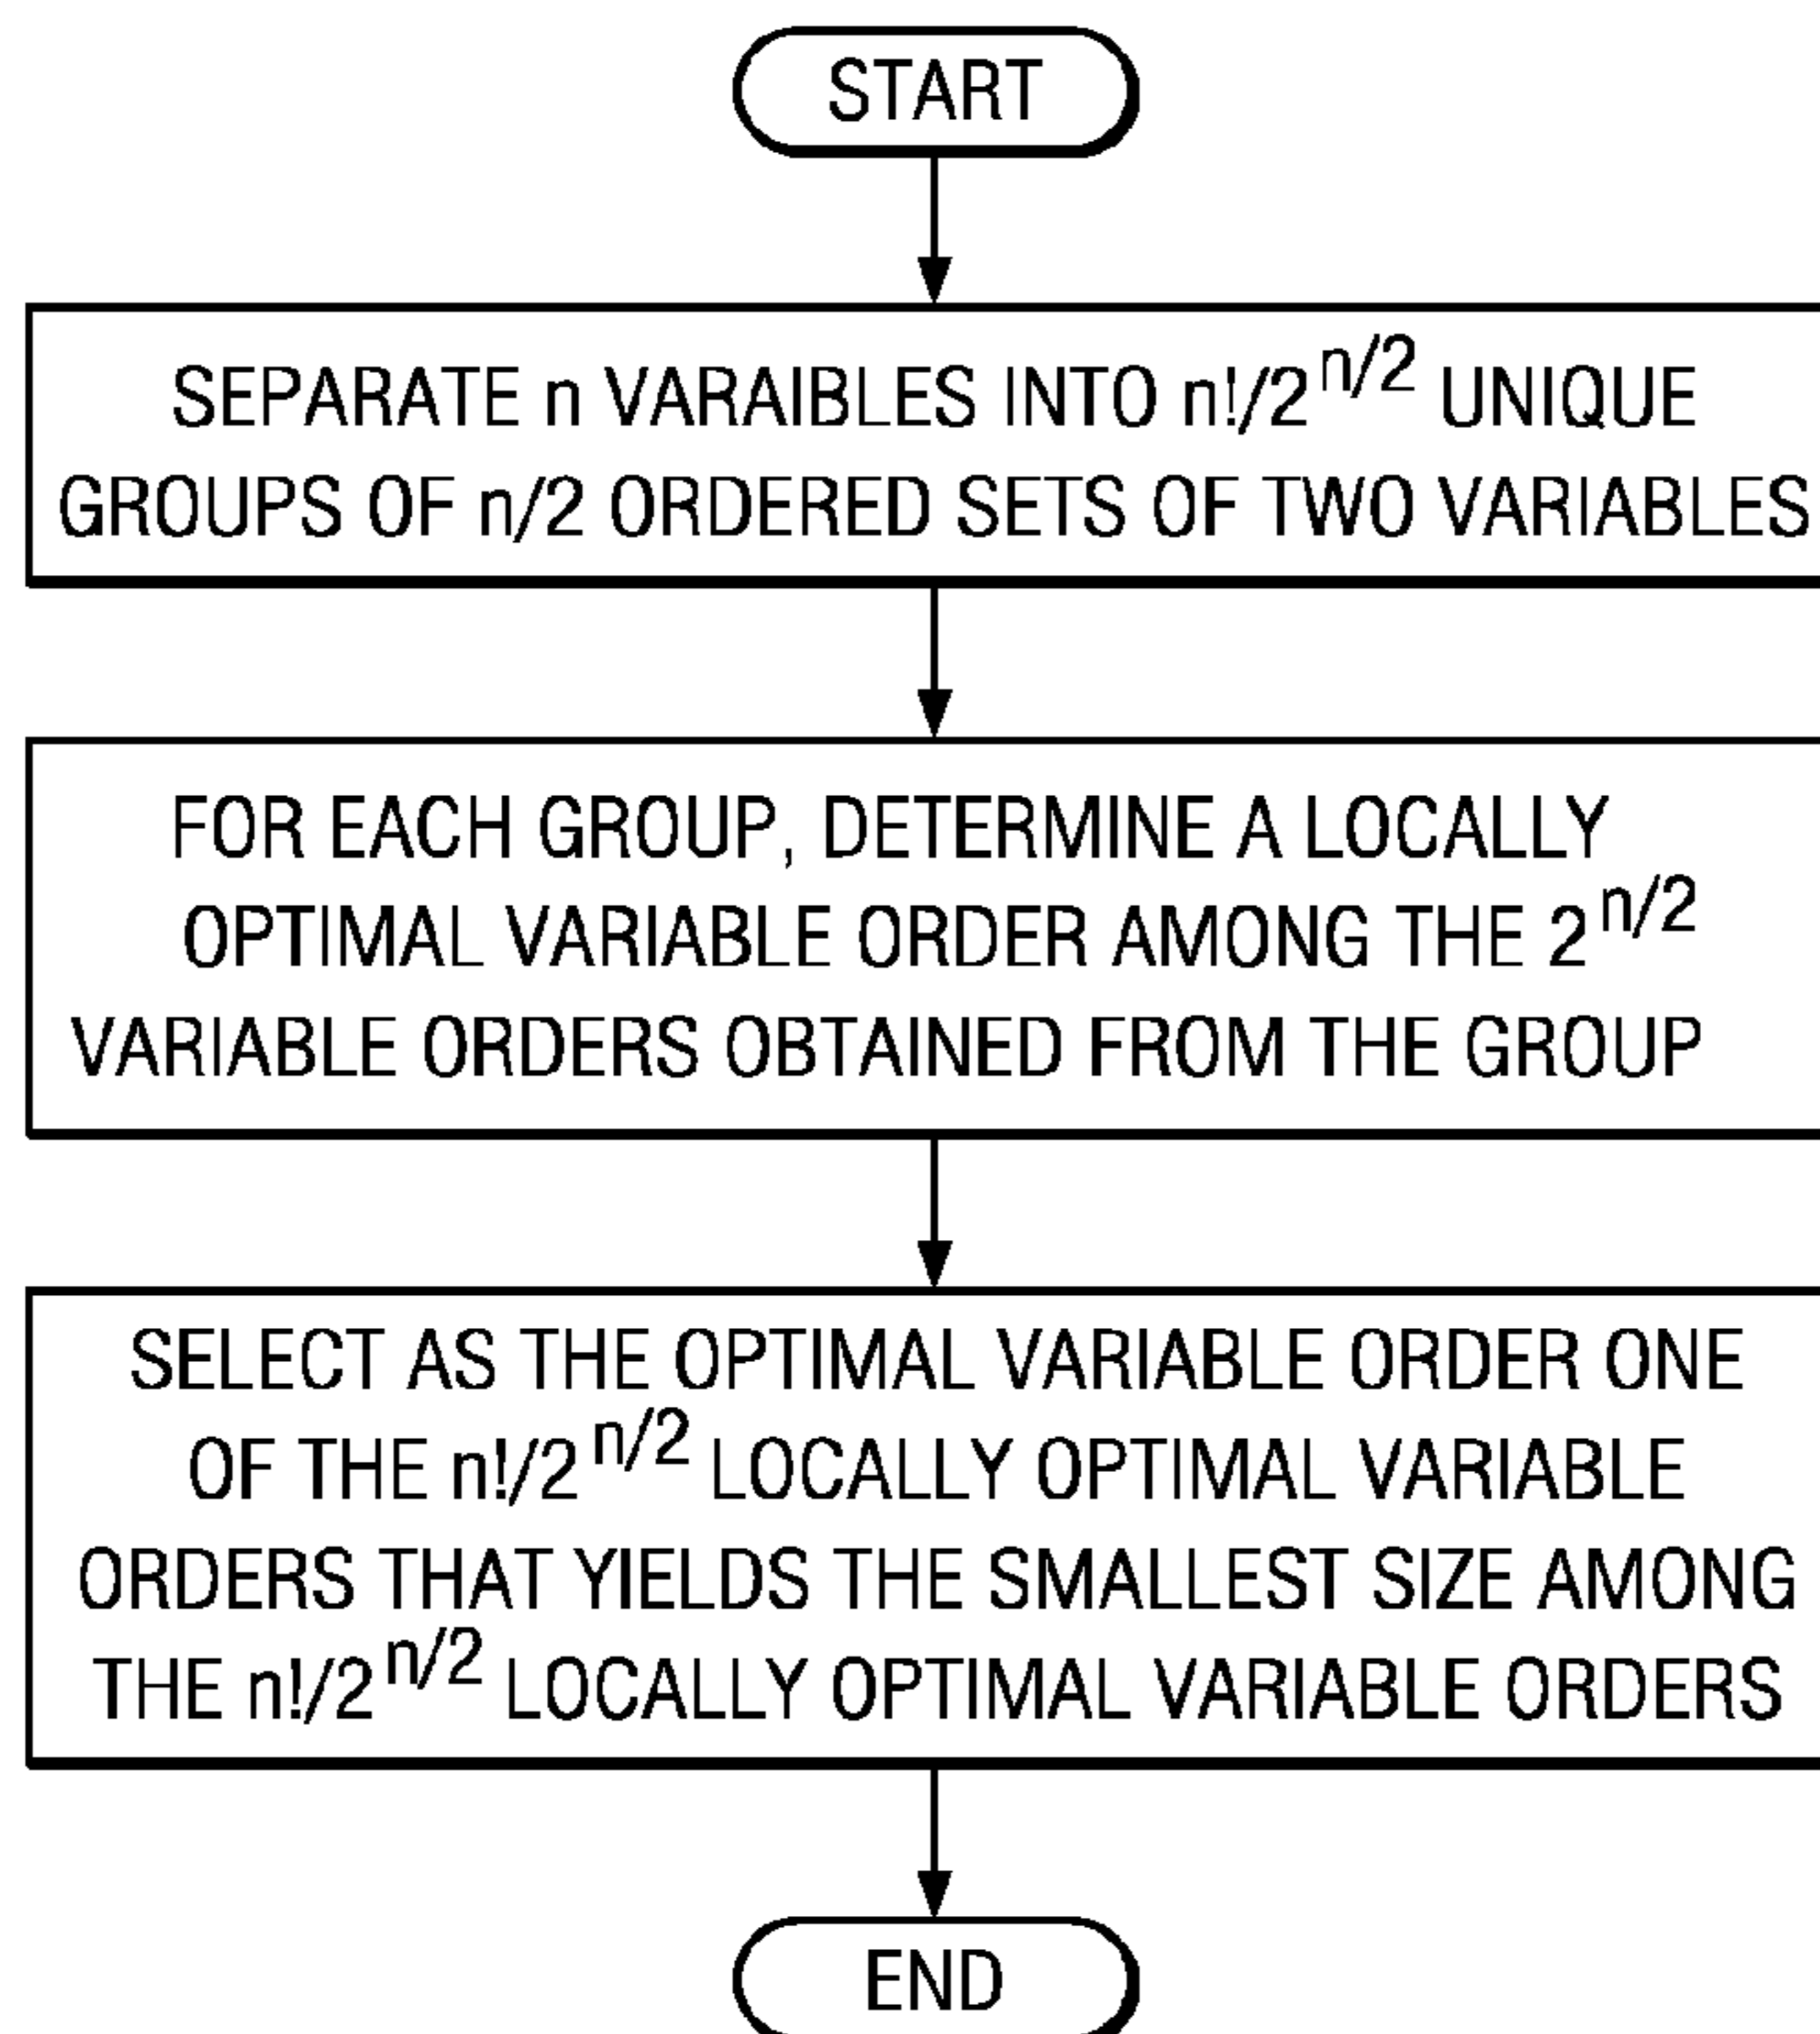 START
SEPARATE n VARAIBLES INTO n!/2^n/2 UNIQUE
GROUPS OF n/2 ORDERED SETS OF TWO VARIABLES
FOR EACH GROUP, DETERMINE A LOCALLY
OPTIMAL VARIABLE ORDER AMONG THE 2^n/2
VARIABLE ORDERS OBTAINED FROM THE GROUP
SELECT AS THE OPTIMAL VARIABLE ORDER ONE
OF THE n!/2^n/2 LOCALLY OPTIMAL VARIABLE
ORDERS THAT YIELDS THE SMALLEST SIZE AMONG
THE n!/2^n/2 LOCALLY OPTIMAL VARIABLE ORDERS
END